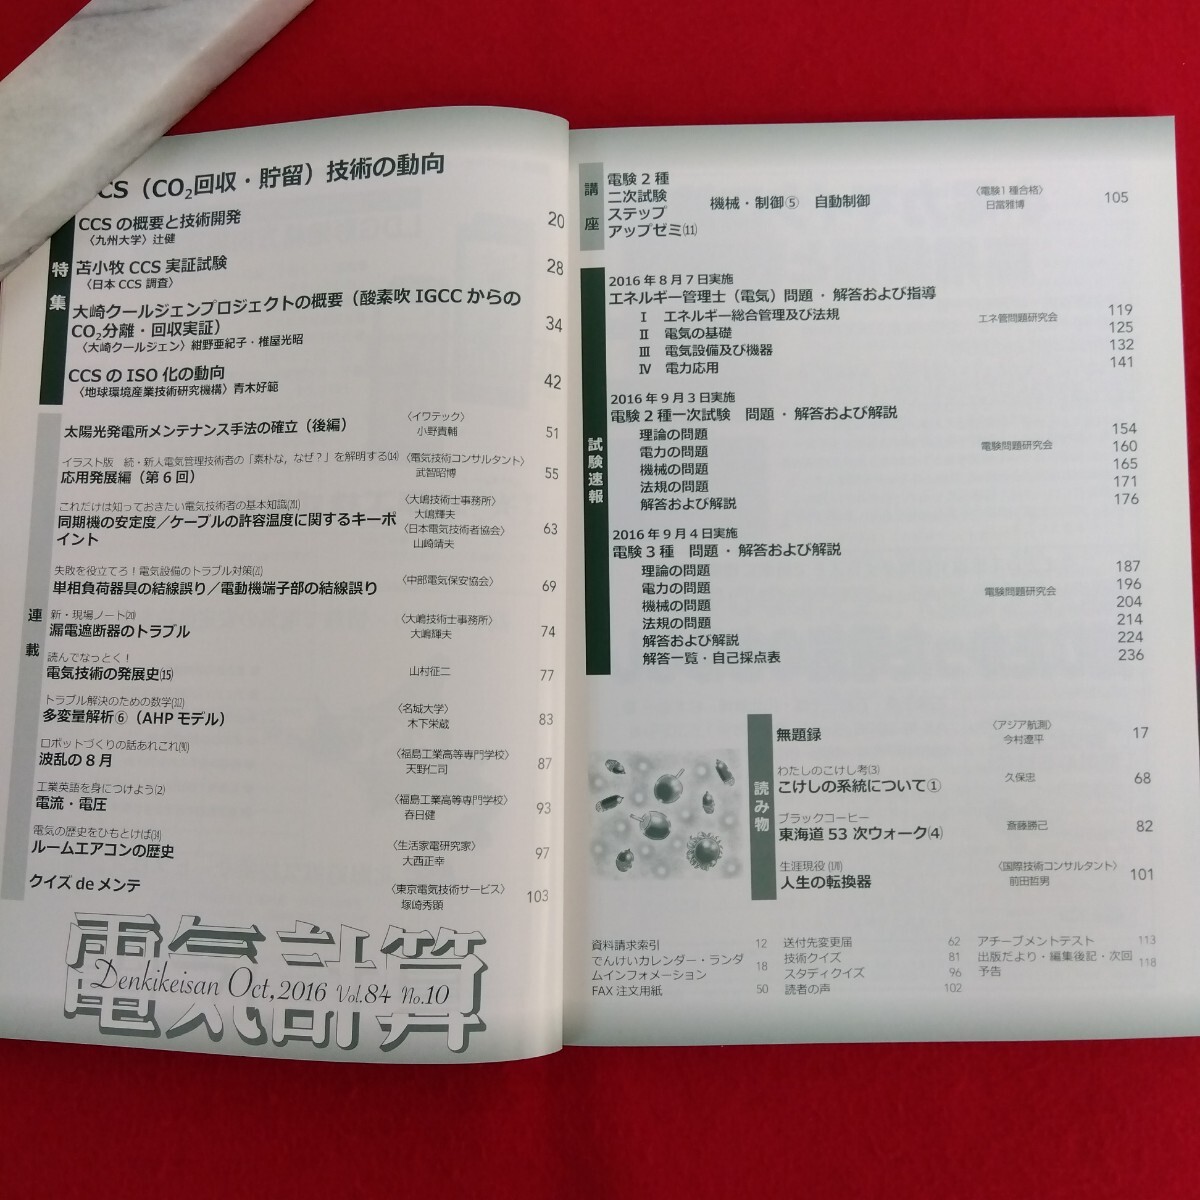 CS（CO₂回収・貯留）技術の動向
特集
CCSの概要と技術開発 20
〈九州大学〉辻健
苫小牧CCS実証試験 28
〈日本CCS調査〉
大崎クールジェンプロジェクトの概要（酸素吹IGCCからの
CO₂分離・回収実証） 34
〈大崎クールジェン〉紺野亜紀子・椎屋光昭
CCSのISO化の動向 42
〈地球環境産業技術研究機構〉青木好範
連載
太陽光発電所メンテナンス手法の確立（後編） 〈イワテック〉 小野貴輔 51
イラスト版 続・新人電気管理技術者の「素朴な，なぜ？」を解明する(14)
応用発展編（第6回） 〈電気技術コンサルタント〉 武智昭博 55
これだけは知っておきたい電気技術者の基本知識
同期機の安定度／ケーブルの許容温度に関するキーポ
イント 〈大嶋技術士事務所〉 大嶋輝夫 〈日本電気技術者協会〉 山崎靖夫 63
失敗を役立てろ！電気設備のトラブル対策
単相負荷器具の結線誤り／電動機端子部の結線誤り 〈中部電気保安協会〉 69
新・現場ノート(20)
漏電遮断器のトラブル 〈大嶋技術士事務所〉 大嶋輝夫 74
読んでなっとく！
電気技術の発展史(15) 山村征二 77
トラブル解決のための数学
多変量解析⑥（AHPモデル） 〈名城大学〉 木下栄蔵 83
ロボットづくりの話あれこれ
波乱の8月 〈福島工業高等専門学校〉 天野仁司 87
工業英語を身につけよう(2)
電流・電圧 〈福島工業高等専門学校〉 春日健 93
電気の歴史をひもとけば
ルームエアコンの歴史 〈生活家電研究家〉 大西正幸 97
クイズdeメンテ 〈東京電気技術サービス〉 塚崎秀顕 103
電気計算
Denkikeisan Oct,2016 Vol.84 No.10
講座
電験2種
二次試験
ステップ
アップゼミ(11)
機械・制御⑤ 自動制御 〈電験1種合格〉 日當雅博 105
試験速報
2016年8月7日実施
エネルギー管理士（電気）問題・解答および指導
Ⅰ エネルギー総合管理及び法規 エネ管問題研究会 119
Ⅱ 電気の基礎 125
Ⅲ 電気設備及び機器 132
Ⅳ 電力応用 141
2016年9月3日実施
電験2種一次試験 問題・解答および解説
理論の問題 154
電力の問題 電験問題研究会 160
機械の問題 165
法規の問題 171
解答および解説 176
2016年9月4日実施
電験3種 問題・解答および解説
理論の問題 187
電力の問題 電験問題研究会 196
機械の問題 204
法規の問題 214
解答および解説 224
解答一覧・自己採点表 236
読み物
無題録 〈アジア航測〉 今村遼平 17
わたしのこけし考(3)
こけしの系統について① 久保忠 68
ブラックコーヒー
東海道53次ウォーク(4) 斎藤勝己 82
生涯現役
人生の転換器 〈国際技術コンサルタント〉 前田哲男 101
資料請求索引 12
でんけいカレンダー・ランダ
ムインフォメーション 18
FAX注文用紙 50
送付先変更届 62
技術クイズ 81
スタディクイズ 96
読者の声 102
アチーブメントテスト 113
出版だより・編集後記・次回
予告 118